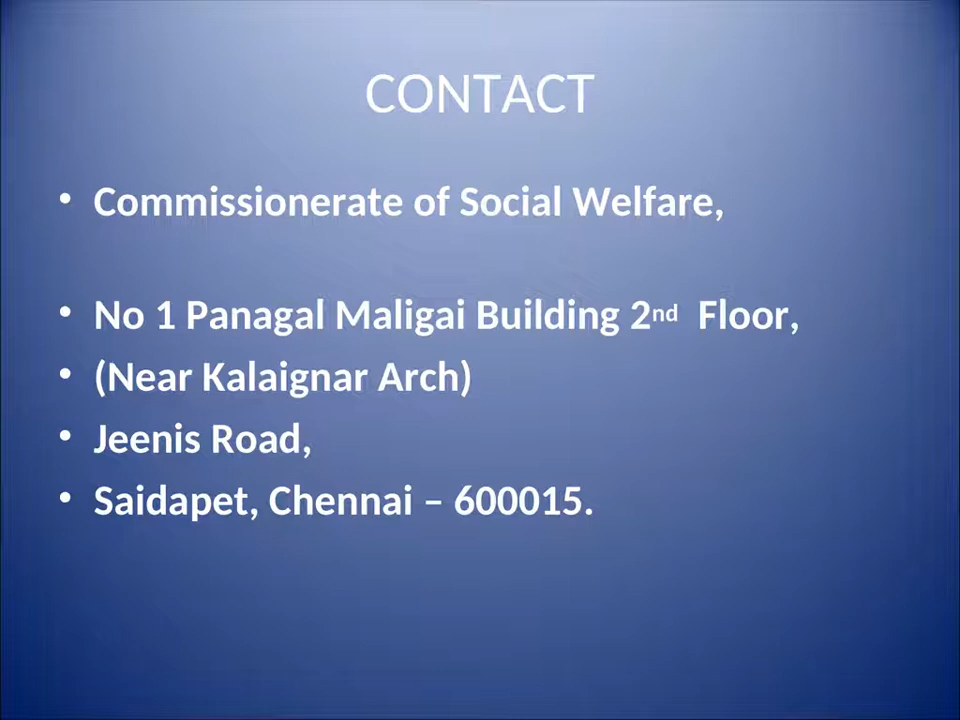 CONTACT
• Commissionerate of Social Welfare,
• No 1 Panagal Maligai Building 2nd Floor,
• (Near Kalaignar Arch)
• Jeenis Road,
• Saidapet, Chennai – 600015.